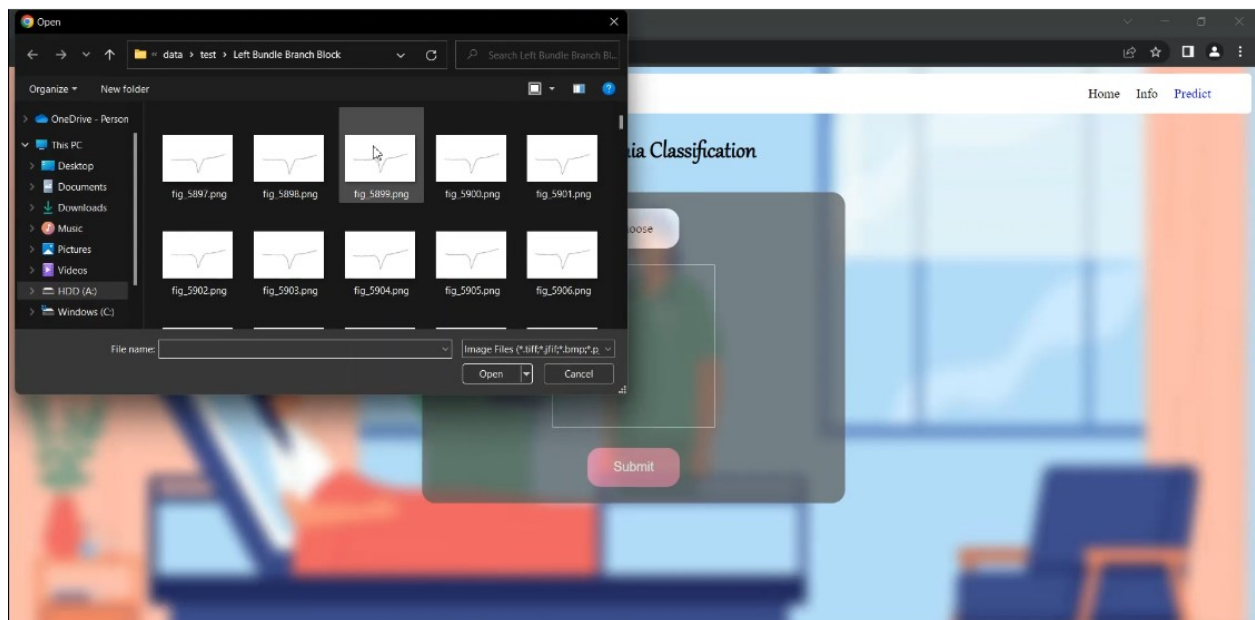 Open
data › test › Left Bundle Branch Block
Search Left Bundle Branch Bl...
Organize
New folder
Home Info Predict
OneDrive - Person
This PC
Desktop
Documents
Downloads
Music
Pictures
Videos
HDD (A:)
Windows (C:)
fig_5897.png fig_5898.png fig_5899.png fig_5900.png fig_5901.png
fig_5902.png fig_5903.png fig_5904.png fig_5905.png fig_5906.png
File name:
Image Files (*.tiff;*.jfif;*.bmp;*.p
Open Cancel
ia Classification
oose
Submit